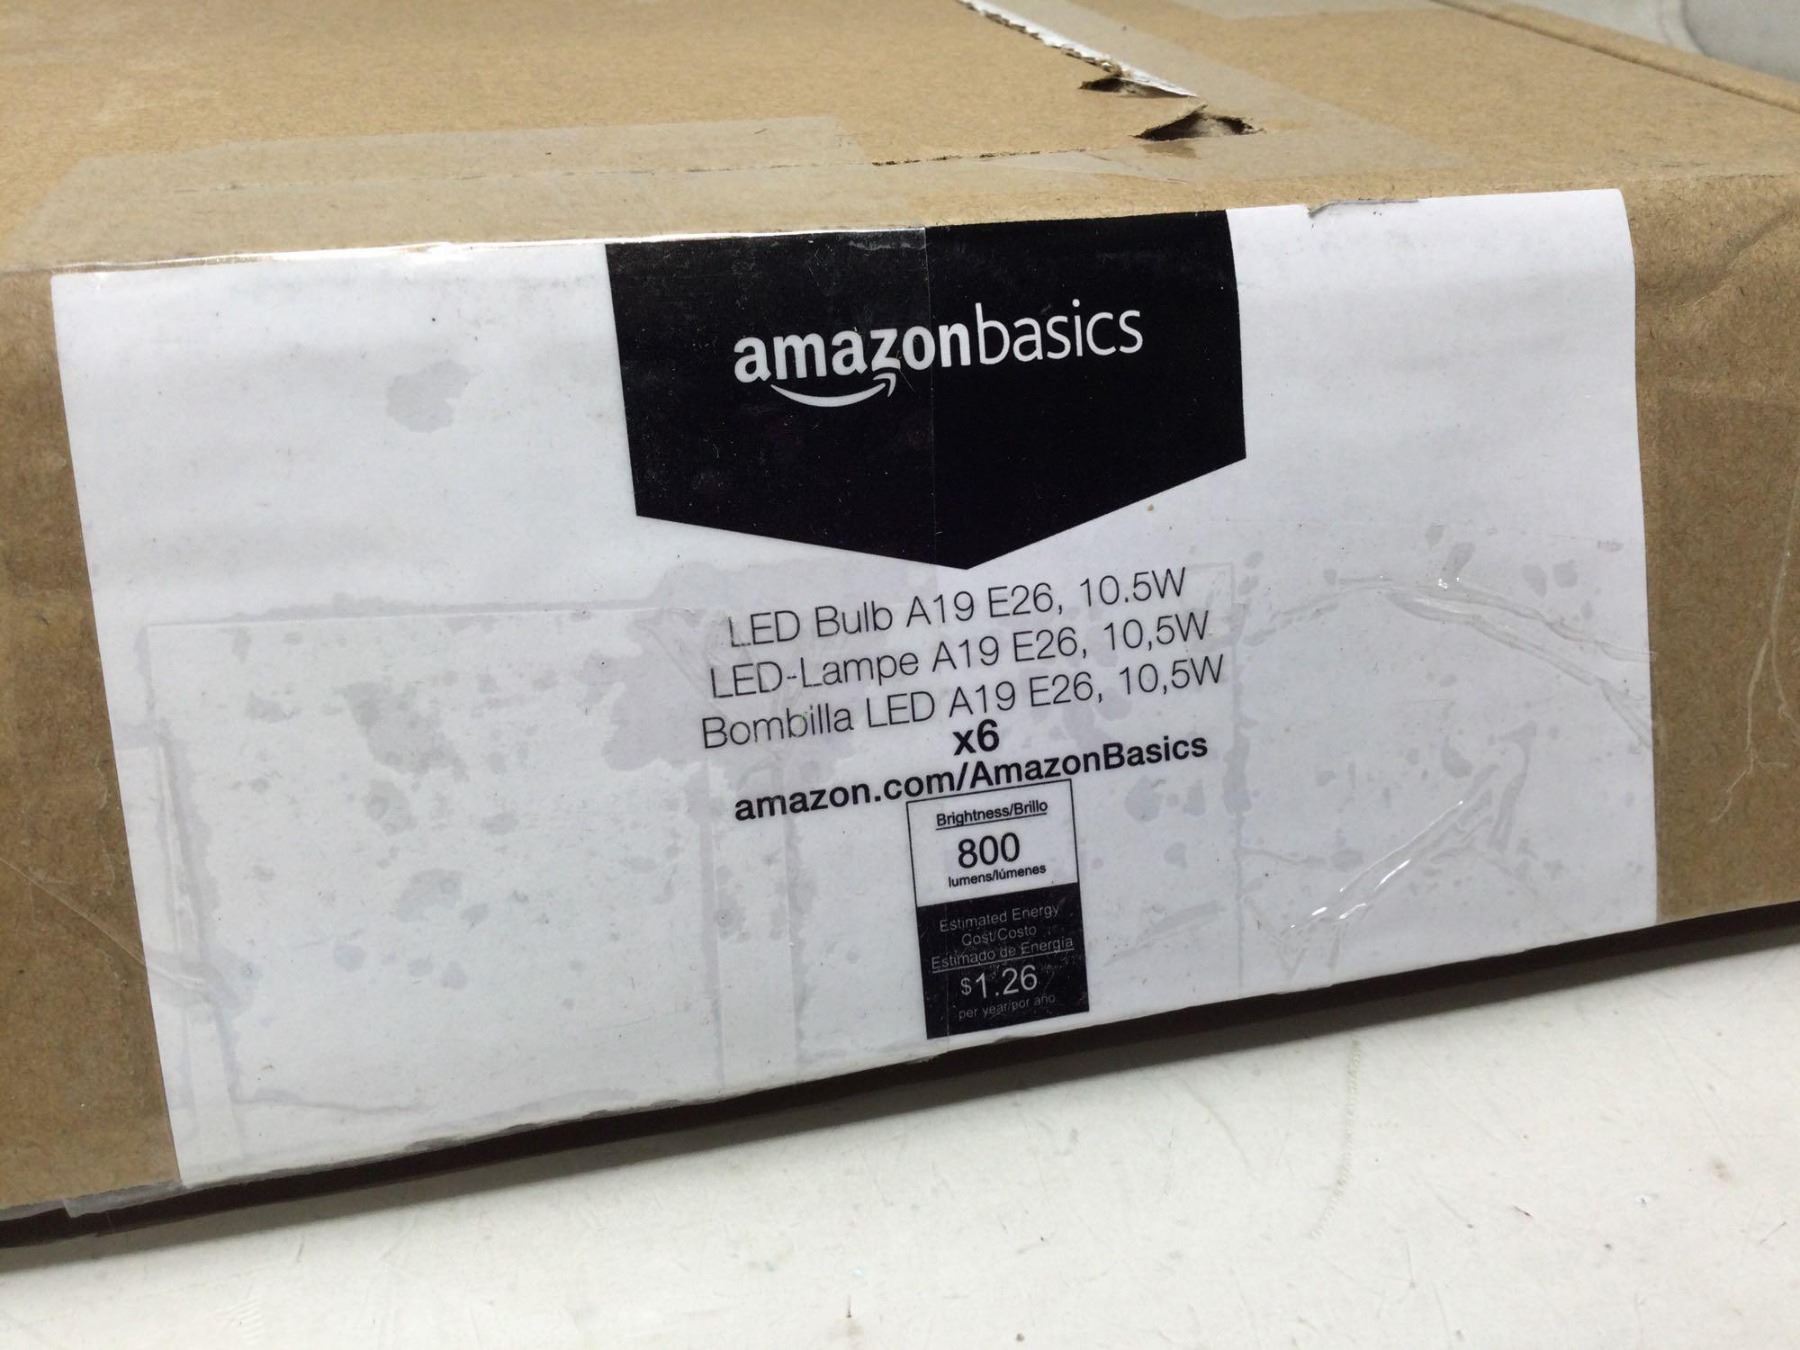 amazonbasics
LED Bulb A19 E26, 10.5W
LED-Lampe A19 E26, 10,5W
Bombilla LED A19 E26, 10,5W
x6
amazon.com/AmazonBasics
Brightness/Brillo
800
lumens/lúmenes
Estimated Energy
Cost/Costo
Estimado de Energía
$1.26
per year/por año